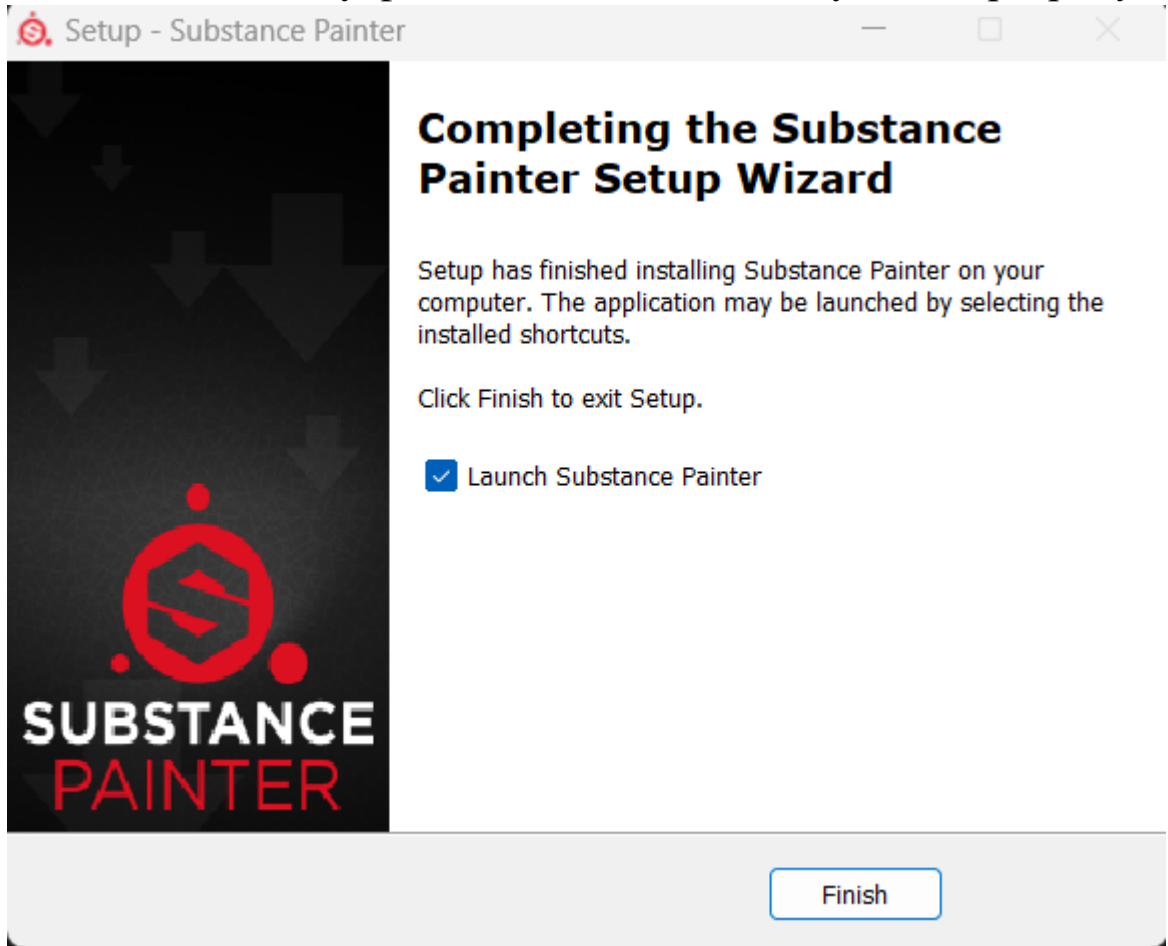 Setup - Substance Painter
Completing the Substance
Painter Setup Wizard
Setup has finished installing Substance Painter on your
computer. The application may be launched by selecting the
installed shortcuts.
Click Finish to exit Setup.
Launch Substance Painter
SUBSTANCE
PAINTER
Finish